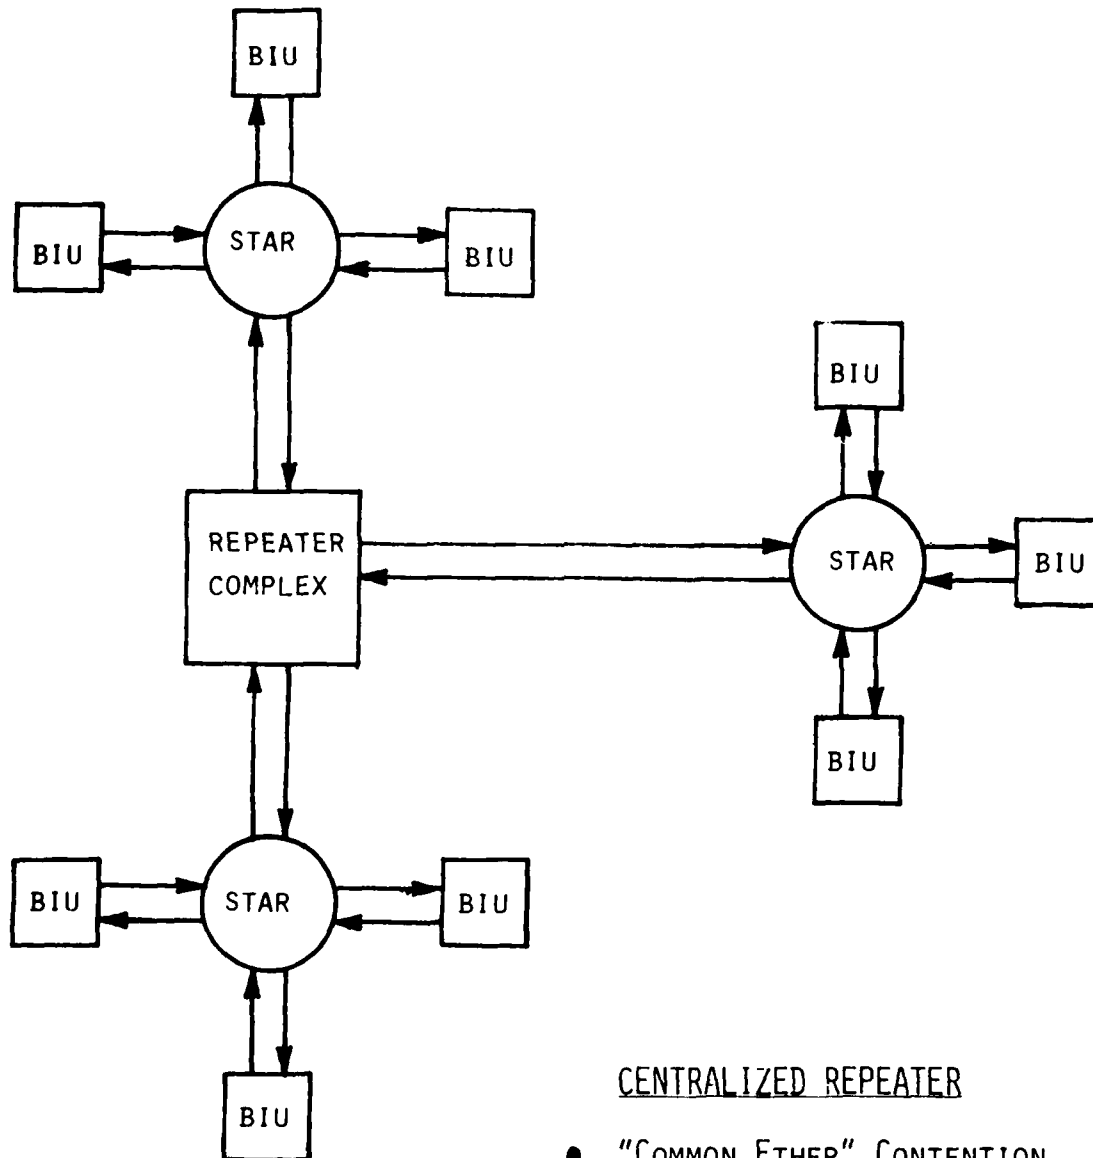 BIU
BIU
STAR
BIU
BIU
REPEATER
COMPLEX
STAR
BIU
BIU
BIU
STAR
BIU
BIU
CENTRALIZED REPEATER
• "COMMON ETHER" CONTENTION